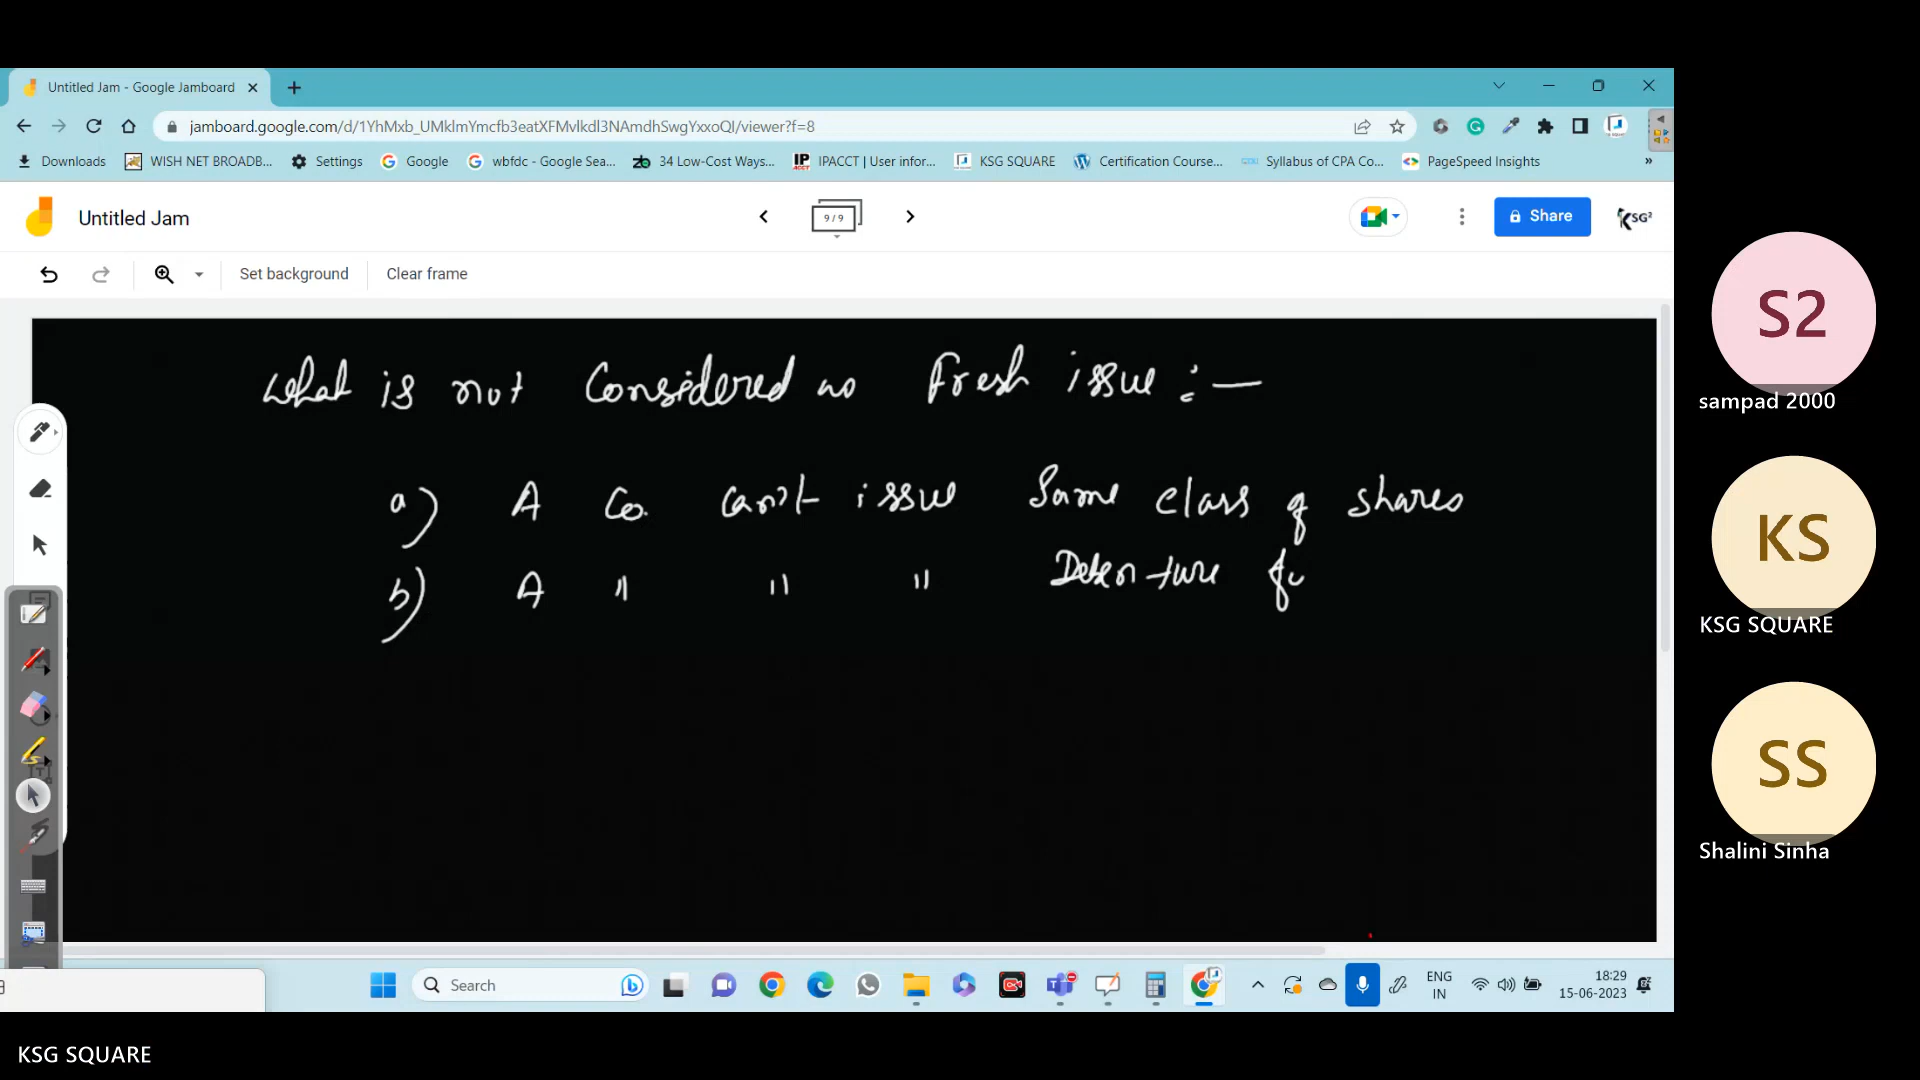 Untitled Jam - Google Jamboard
jamboard.google.com/d/1YhMxb_UMklmYmcfb3eatXFMvlkdl3NAmdhSwgYxxoQI/viewer?f=8
Downloads WISH NET BROADB... Settings Google wbfdc - Google Sea... 34 Low-Cost Ways... IPACCT | User infor... KSG SQUARE Certification Course... Syllabus of CPA Co... PageSpeed Insights »
Untitled Jam 9 / 9 Share KSG²
Set background Clear frame
What is not Considered as Fresh issue :—
a) A Co. can't issue Same class of shares
b) A " " " Debenture fo
S2
sampad 2000
KS
KSG SQUARE
SS
Shalini Sinha
Search ENG IN 18:29 15-06-2023
KSG SQUARE